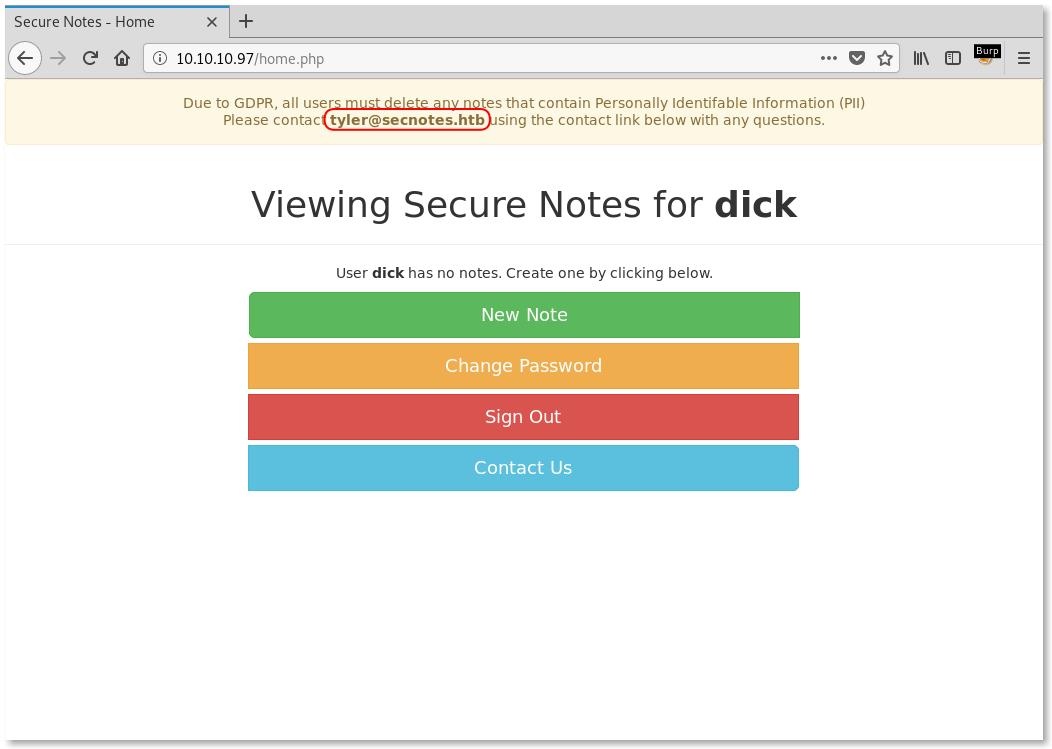 Secure Notes - Home
10.10.10.97/home.php
Burp
Due to GDPR, all users must delete any notes that contain Personally Identifable Information (PII)
Please contact tyler@secnotes.htb using the contact link below with any questions.
Viewing Secure Notes for dick
User dick has no notes. Create one by clicking below.
New Note
Change Password
Sign Out
Contact Us